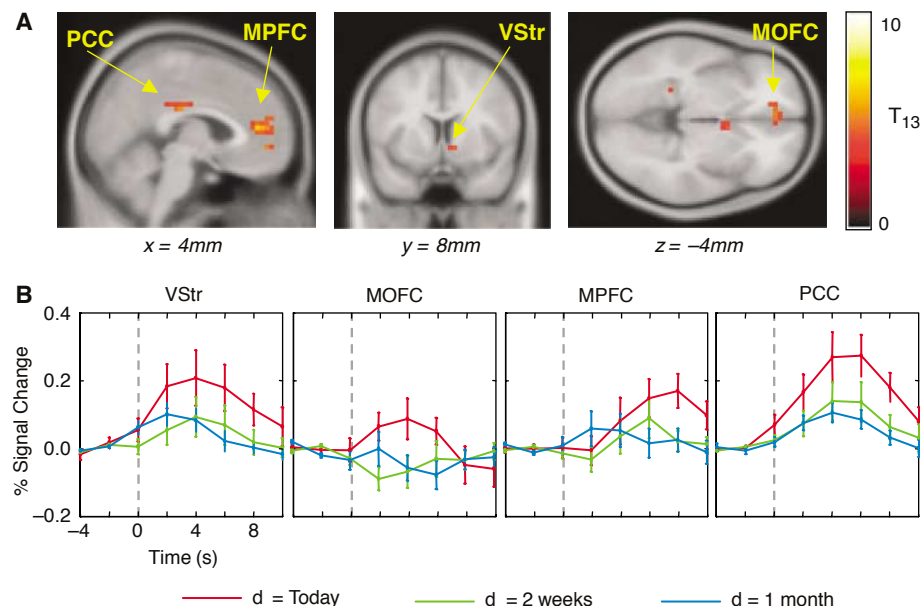 A
PCC
MPFC
VStr
MOFC
10
T13
0
x = 4mm
y = 8mm
z = –4mm
B
VStr
MOFC
MPFC
PCC
% Signal Change
0.4
0.2
0.0
–0.2
–4
0
4
8
Time (s)
d = Today
d = 2 weeks
d = 1 month